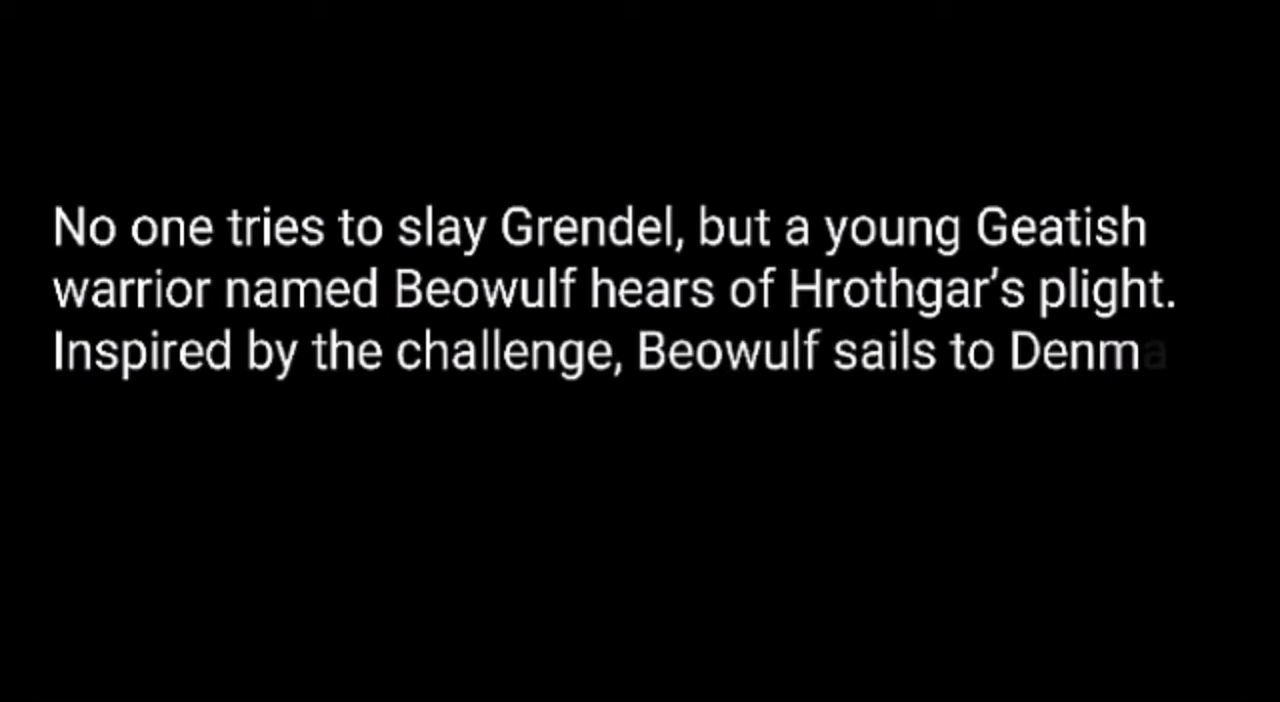 No one tries to slay Grendel, but a young Geatish
warrior named Beowulf hears of Hrothgar’s plight.
Inspired by the challenge, Beowulf sails to Denma